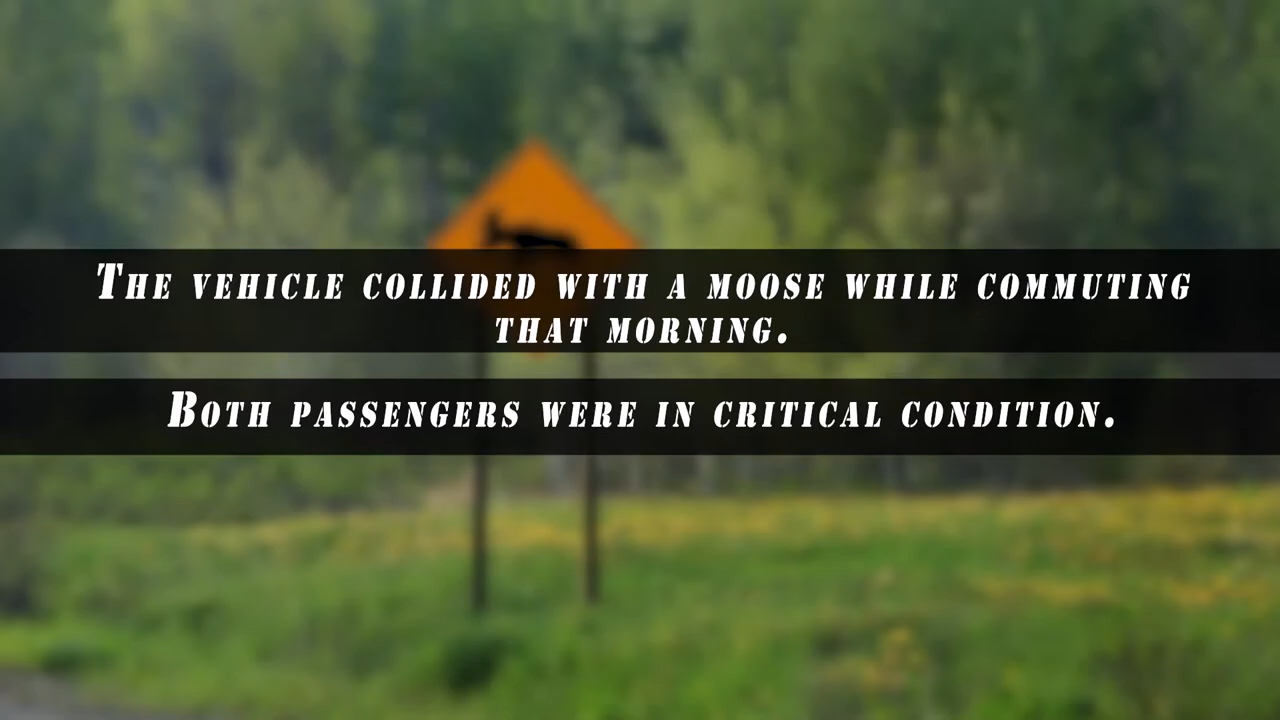 The vehicle collided with a moose while commuting
that morning.
Both passengers were in critical condition.